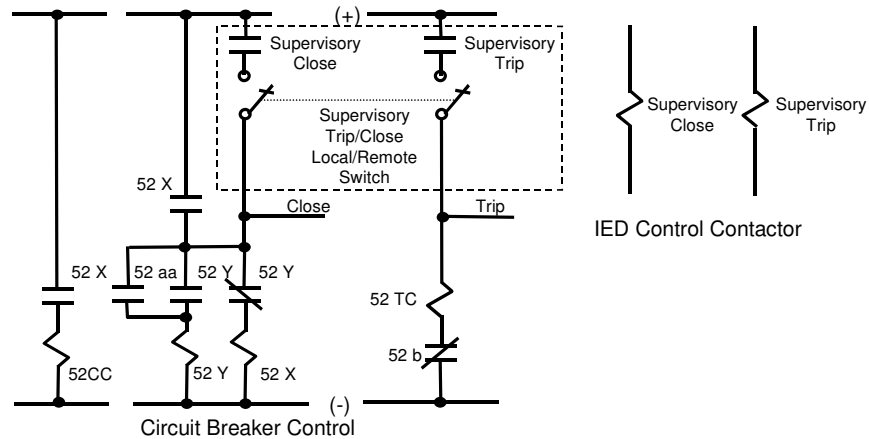 (+)
Supervisory
Close
Supervisory
Trip
Supervisory
Trip/Close
Local/Remote
Switch
Supervisory
Close
Supervisory
Trip
52 X
Close
Trip
IED Control Contactor
52 X
52 aa
52 Y
52 Y
52 TC
52 b
52CC
52 Y
52 X
(-)
Circuit Breaker Control